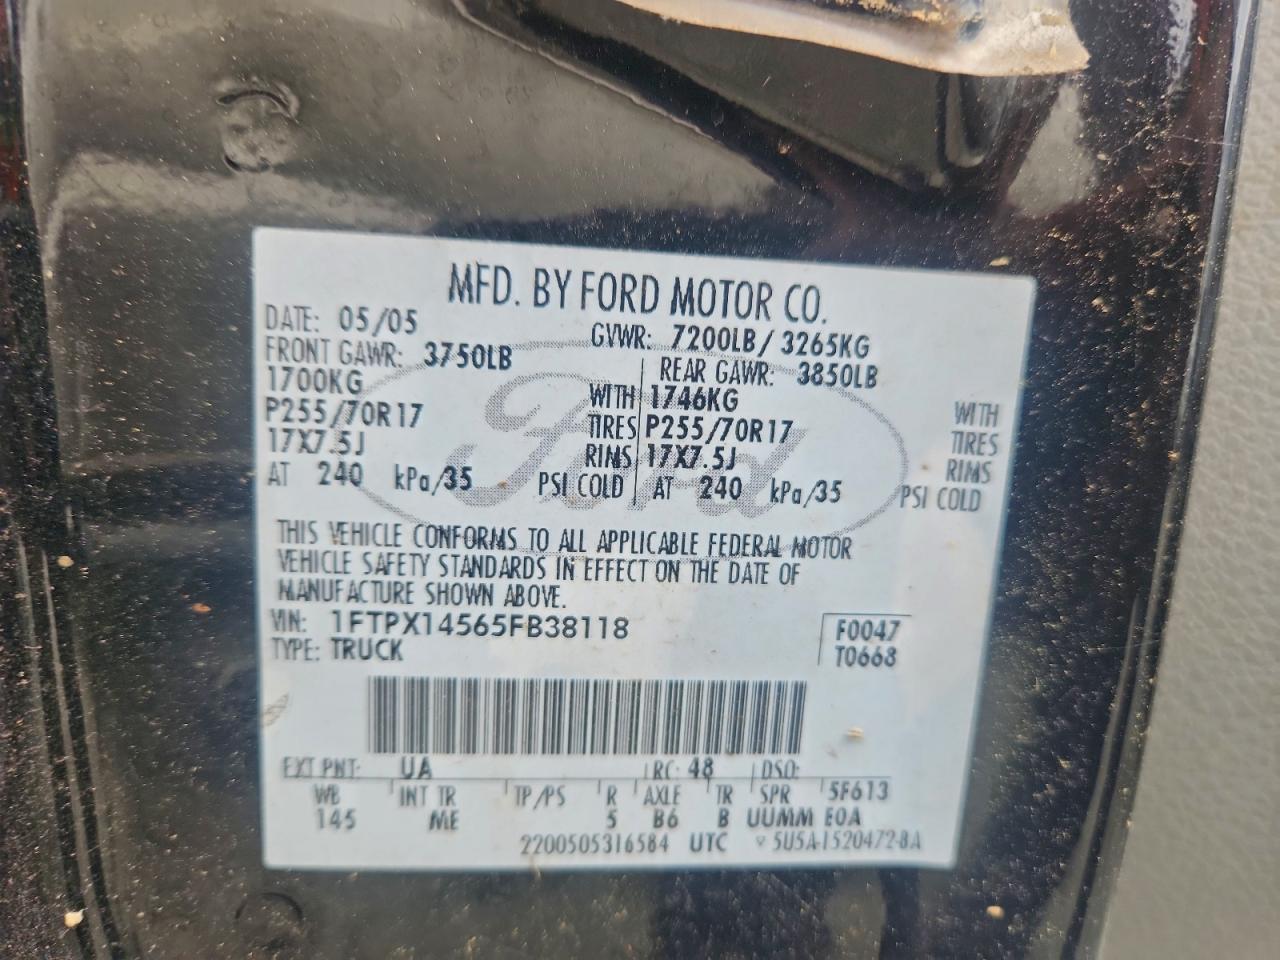 MFD. BY FORD MOTOR CO.
DATE: 05/05 GVWR: 7200LB / 3265KG
FRONT GAWR: 3750LB REAR GAWR: 3850LB
1700KG WITH 1746KG WITH
P255/70R17 TIRES P255/70R17 TIRES
17X7.5J RIMS 17X7.5J RIMS
AT 240 kPa/35 PSI COLD AT 240 kPa/35 PSI COLD
Ford
THIS VEHICLE CONFORMS TO ALL APPLICABLE FEDERAL MOTOR
VEHICLE SAFETY STANDARDS IN EFFECT ON THE DATE OF
MANUFACTURE SHOWN ABOVE.
VIN: 1FTPX14565FB38118 F0047
TYPE: TRUCK T0668
EXT PNT: UA RC: 48 DSO:
WB INT TR TP/PS R AXLE TR SPR 5F613
145 ME 5 B6 B UUMM EOA
2200505316584 UTC 5U5A-1520472-BA